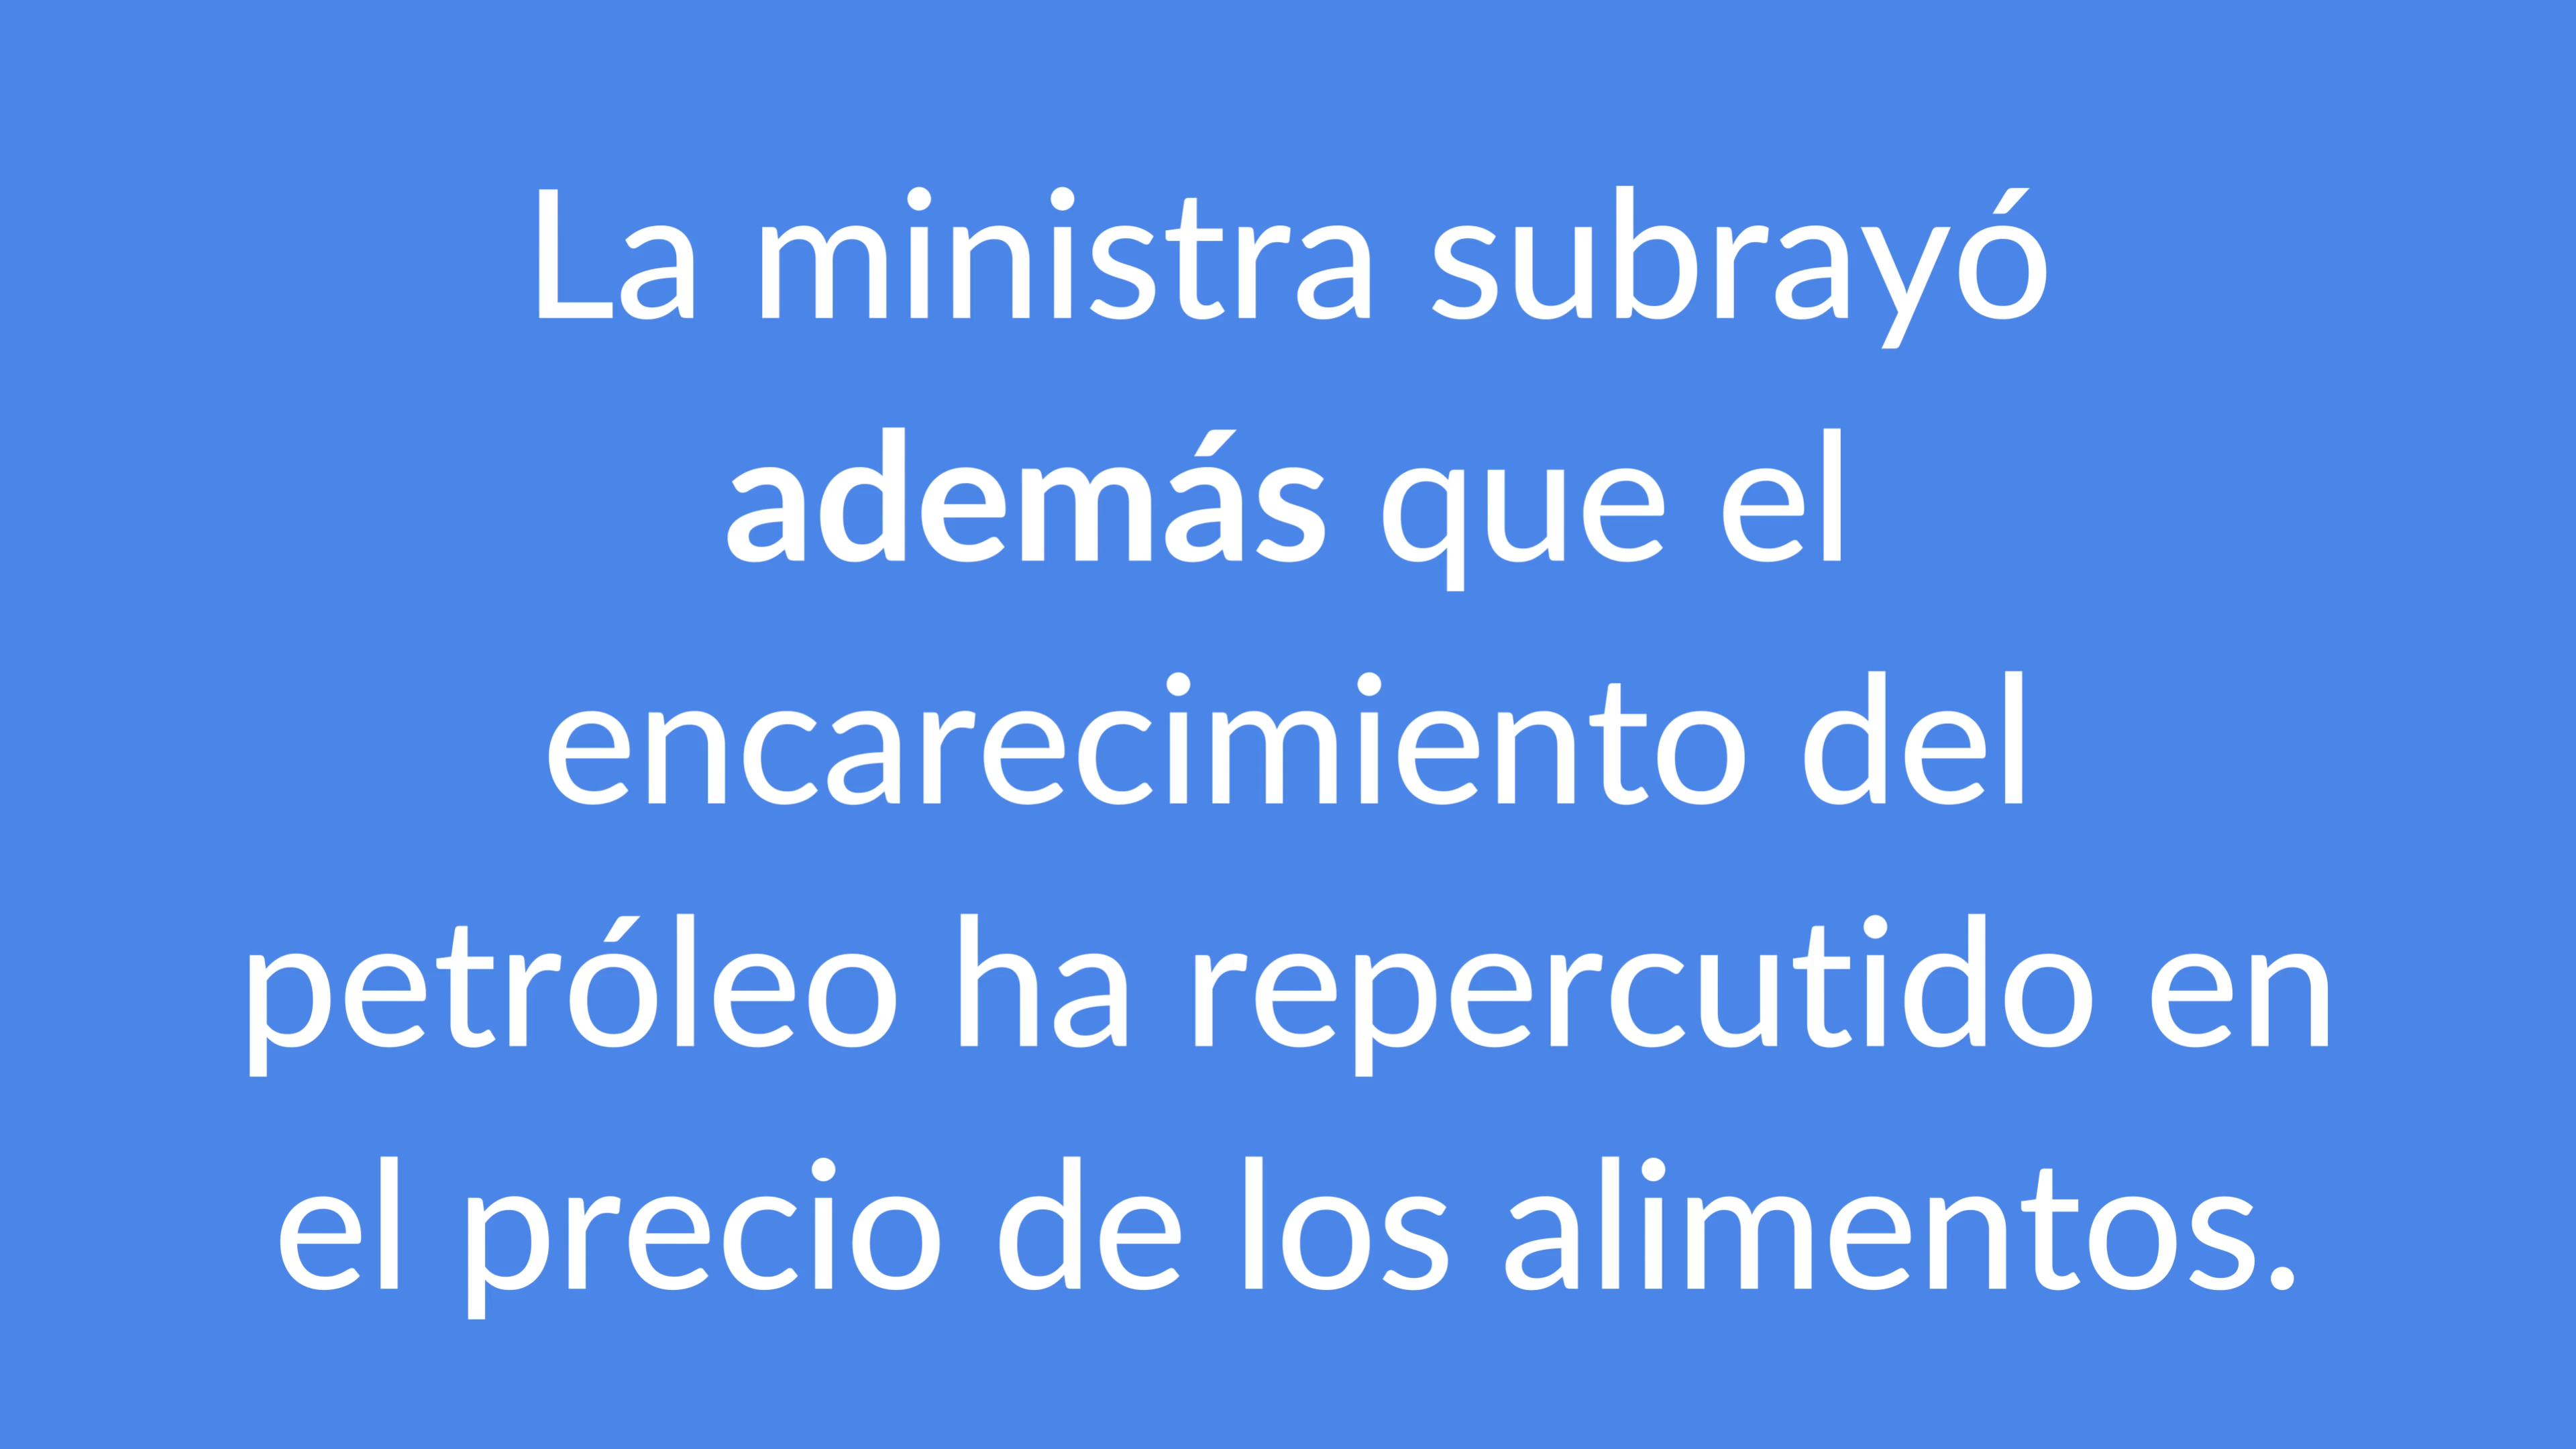 La ministra subrayó
además que el
encarecimiento del
petróleo ha repercutido en
el precio de los alimentos.